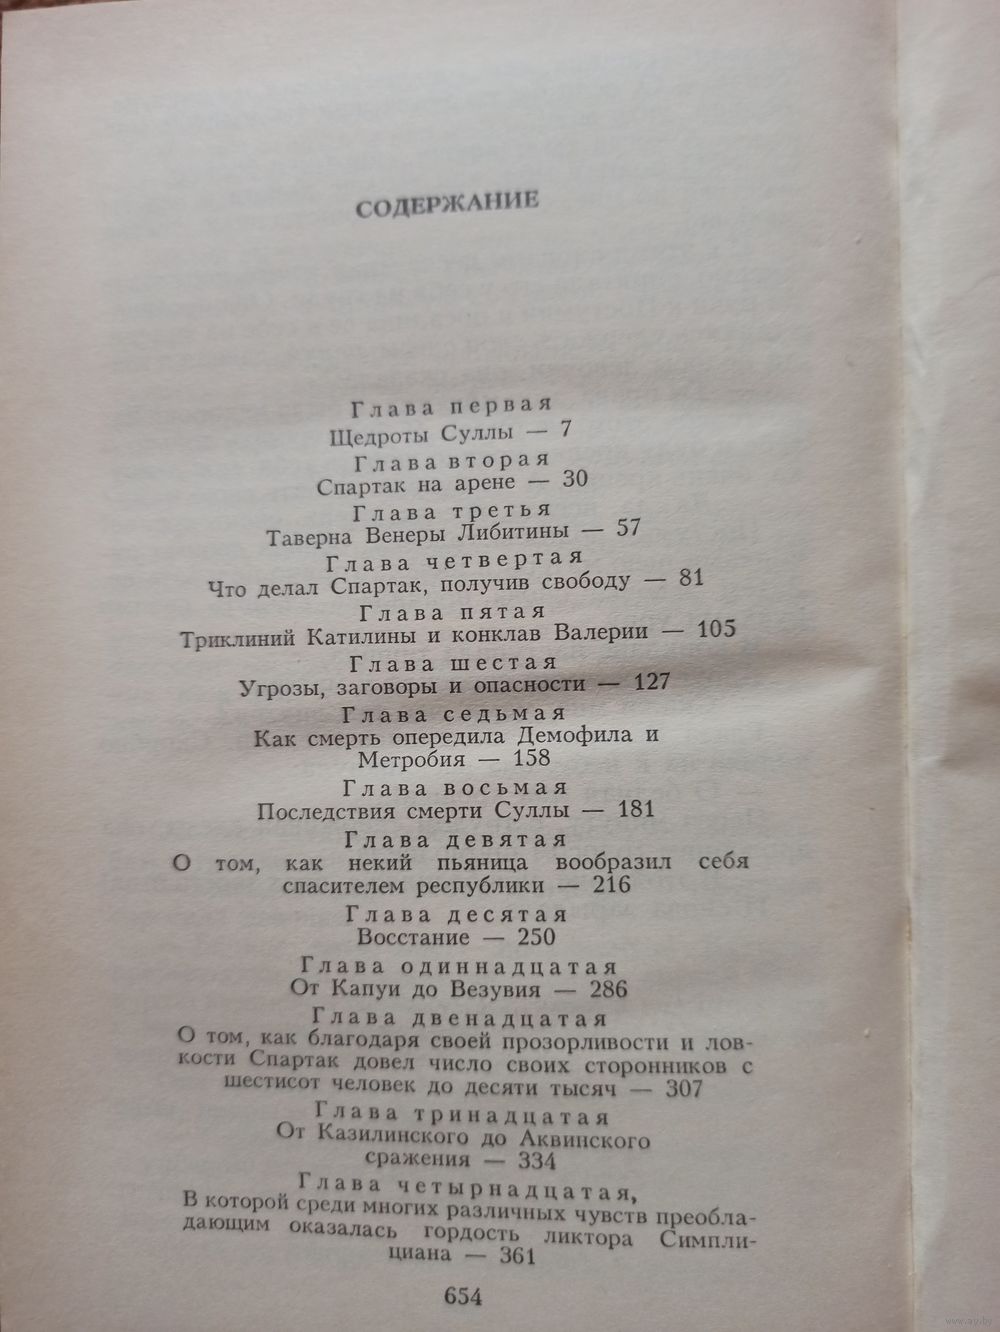 СОДЕРЖАНИЕ
Глава первая
Щедроты Суллы — 7
Глава вторая
Спартак на арене — 30
Глава третья
Таверна Венеры Либитины — 57
Глава четвертая
Что делал Спартак, получив свободу — 81
Глава пятая
Триклиний Катилины и конклав Валерии — 105
Глава шестая
Угрозы, заговоры и опасности — 127
Глава седьмая
Как смерть опередила Демофила и
Метробия — 158
Глава восьмая
Последствия смерти Суллы — 181
Глава девятая
О том, как некий пьяница вообразил себя
спасителем республики — 216
Глава десятая
Восстание — 250
Глава одиннадцатая
От Капуи до Везувия — 286
Глава двенадцатая
О том, как благодаря своей прозорливости и лов-
кости Спартак довел число своих сторонников с
шестисот человек до десяти тысяч — 307
Глава тринадцатая
От Казилинского до Аквинского
сражения — 334
Глава четырнадцатая,
В которой среди многих различных чувств преобла-
дающим оказалась гордость ликтора Симпли-
циана — 361
654
www.ay.by